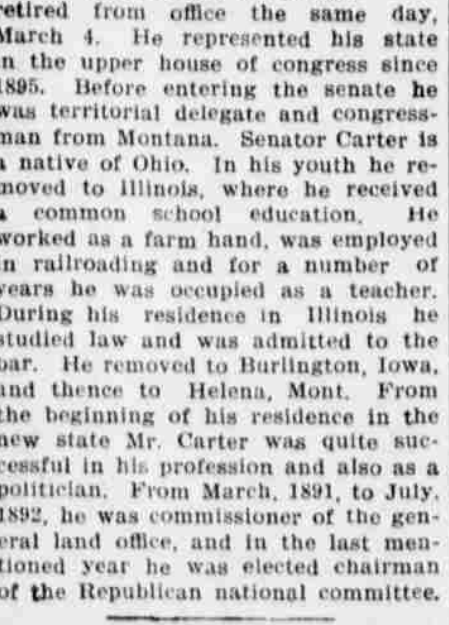 retired from office the same day,
March 4. He represented his state
in the upper house of congress since
1895. Before entering the senate he
was territorial delegate and congress-
man from Montana. Senator Carter is
a native of Ohio. In his youth he re-
moved to Illinois, where he received
a common school education. He
worked as a farm hand, was employed
in railroading and for a number of
years he was occupied as a teacher.
During his residence in Illinois he
studied law and was admitted to the
bar. He removed to Burlington, Iowa,
and thence to Helena, Mont. From
the beginning of his residence in the
new state Mr. Carter was quite suc-
cessful in his profession and also as a
politician. From March, 1891, to July,
1892, he was commissioner of the gen-
eral land office, and in the last men-
tioned year he was elected chairman
of the Republican national committee.